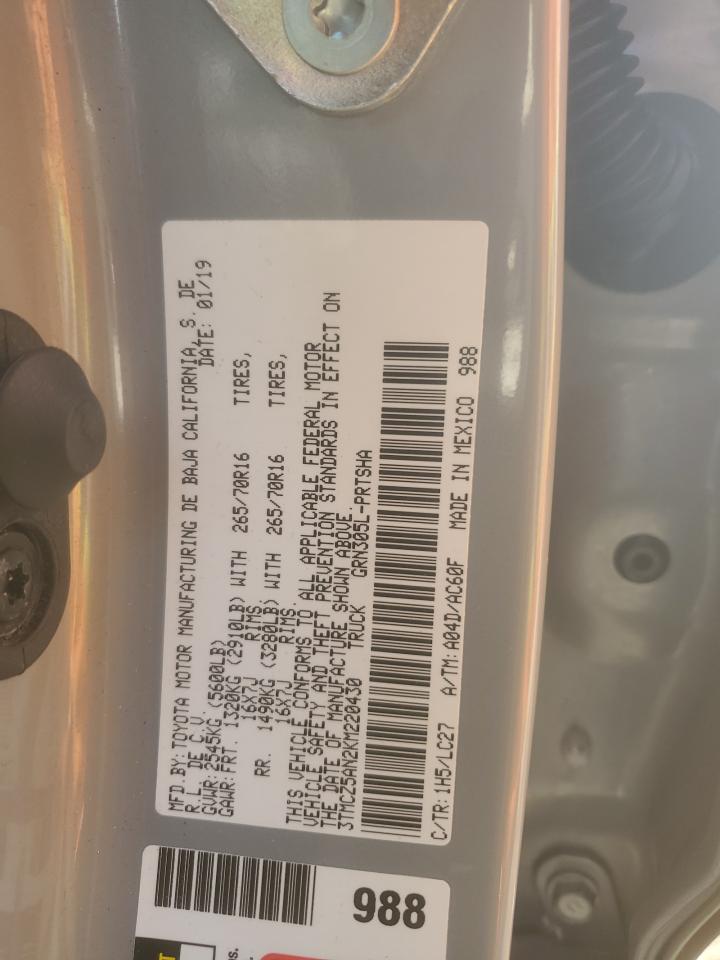 MFD.BY:TOYOTA MOTOR MANUFACTURING DE BAJA CALIFORNIA, S. DE
R.L. DE C.V. DATE: 01/19
GVWR:2545KG (5600LB)
GAWR:FRT. 1320KG (2910LB) WITH 265/70R16 TIRES,
16X7J RIMS.
RR. 1490KG (3280LB) WITH 265/70R16 TIRES,
16X7J RIMS.
THIS VEHICLE CONFORMS TO ALL APPLICABLE FEDERAL MOTOR
VEHICLE SAFETY AND THEFT PREVENTION STANDARDS IN EFFECT ON
THE DATE OF MANUFACTURE SHOWN ABOVE.
3TMCZ5AN2KM220430 TRUCK GRN305L-PRTSHA
C/TR:1H5/LC27 A/TM:A04D/AC60F MADE IN MEXICO 988
988